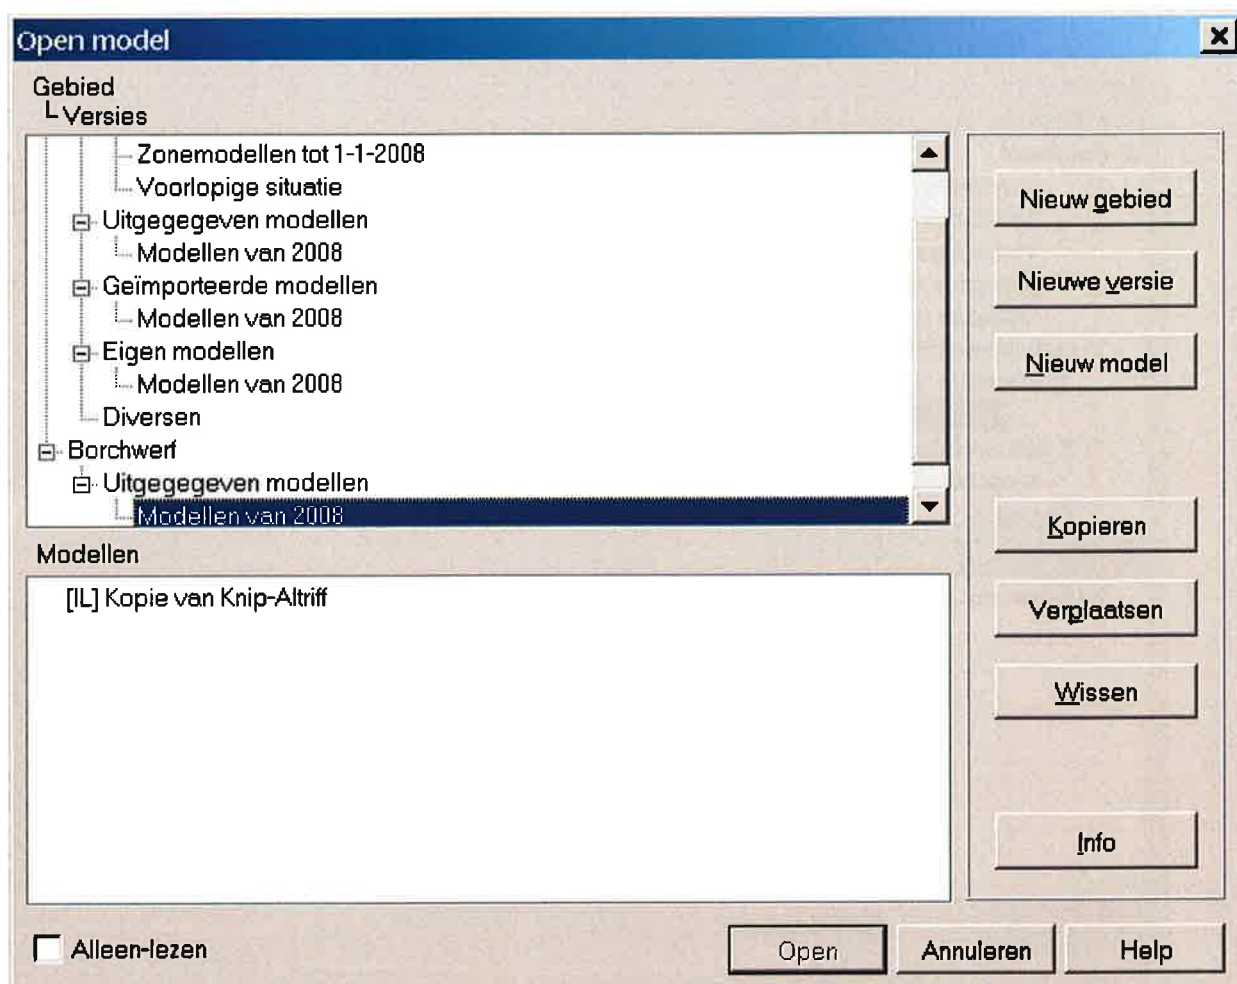 Open model
Gebied
Versies
Zonemodellen tot 1-1-2008
Voorlopige situatie
Uitgegegeven modellen
Modellen van 2008
Geïmporteerde modellen
Modellen van 2008
Eigen modellen
Modellen van 2008
Diversen
Borchwerf
Uitgegegeven modellen
Modellen van 2008
Modellen
[IL] Kopie van Knip-Altriff
Alleen-lezen
Nieuw gebied
Nieuwe versie
Nieuw model
Kopieren
Verplaatsen
Wissen
Info
Open
Annuleren
Help